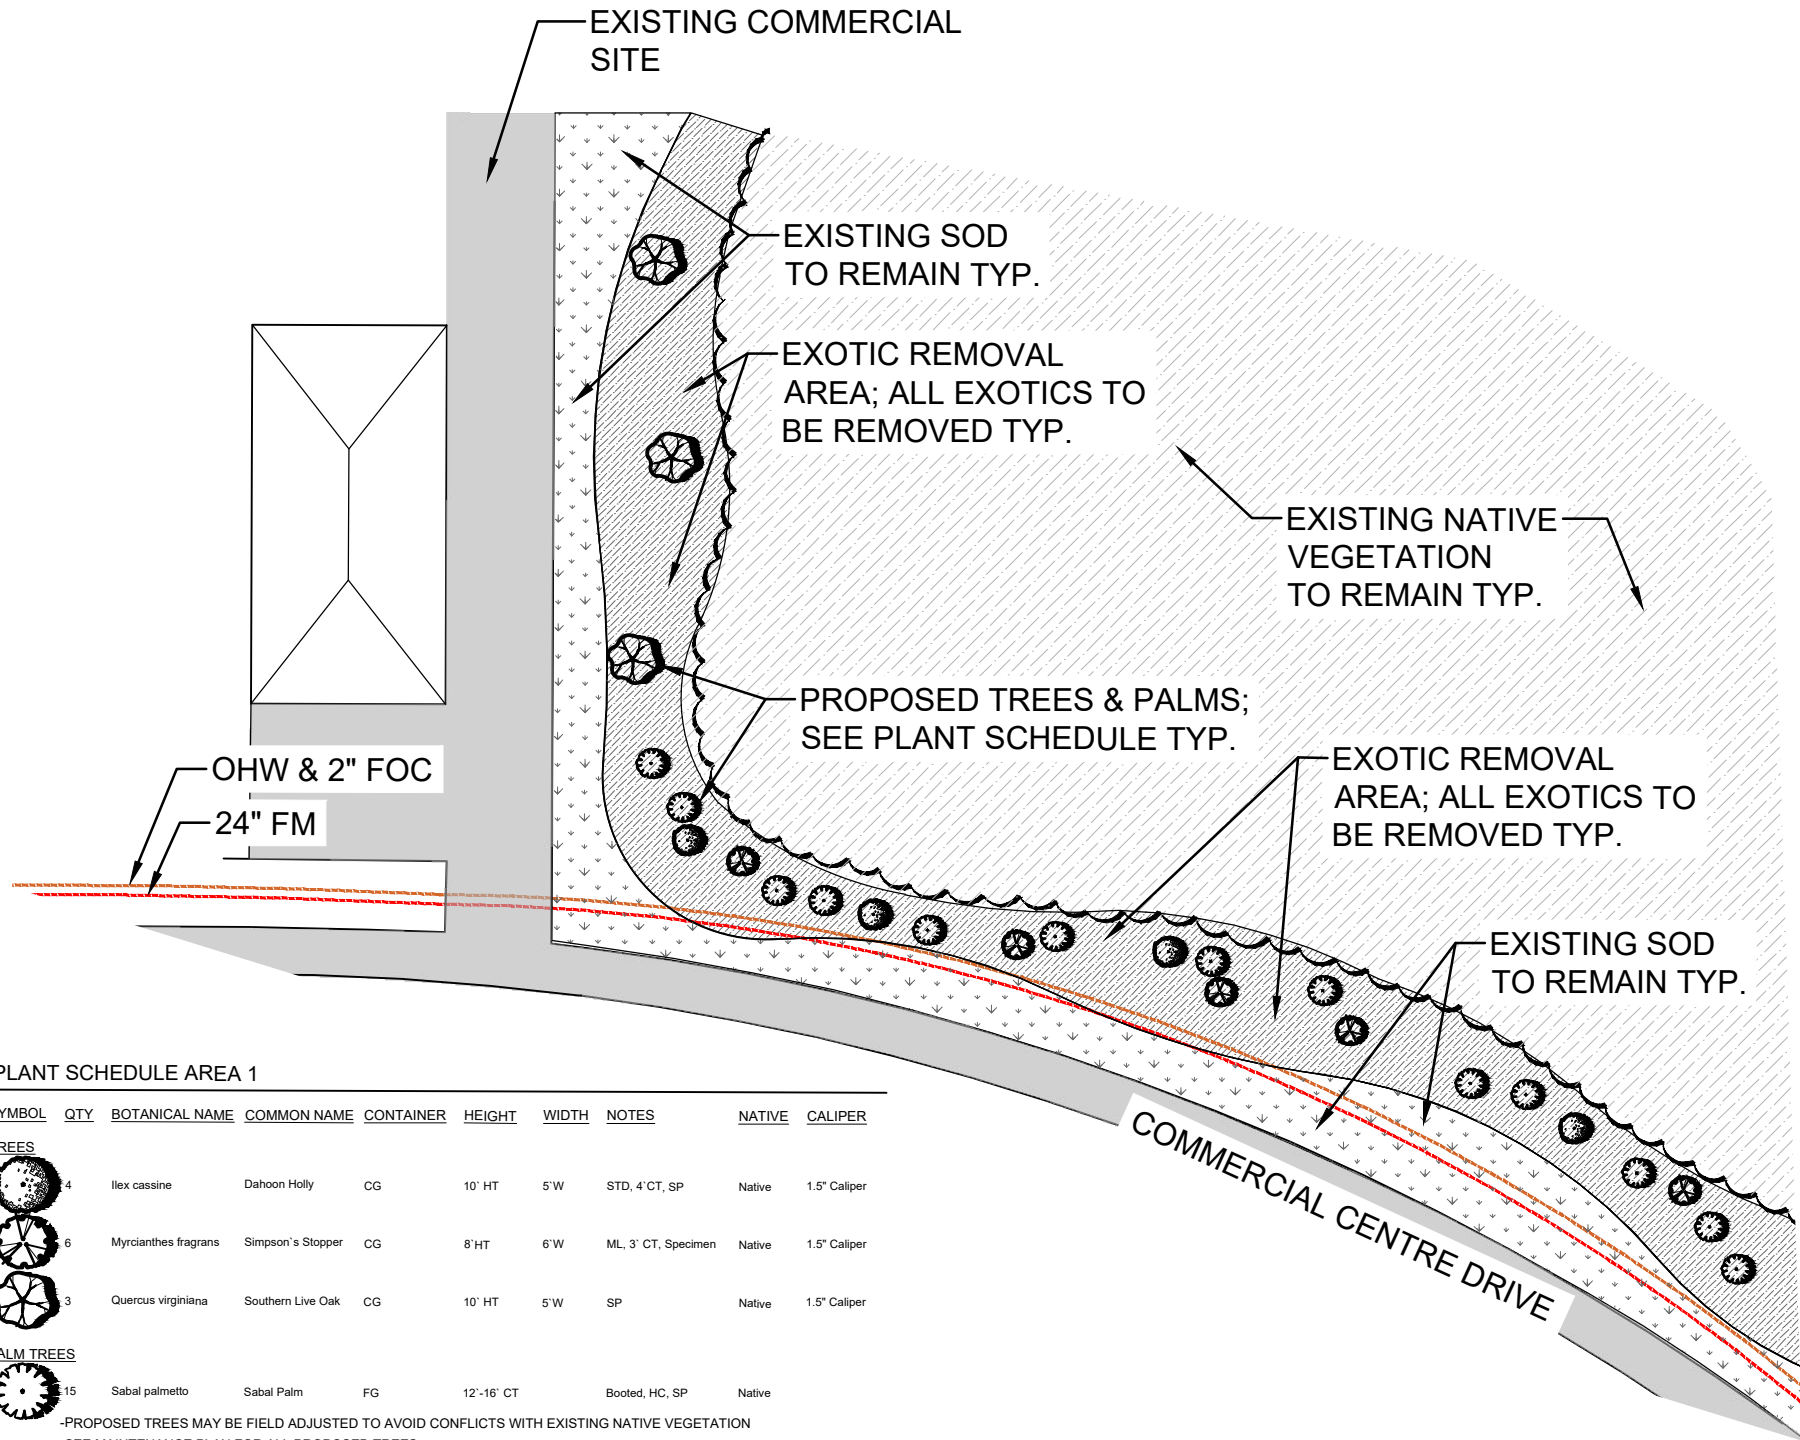 EXISTING COMMERCIAL
SITE
EXISTING SOD
TO REMAIN TYP.
EXOTIC REMOVAL
AREA; ALL EXOTICS TO
BE REMOVED TYP.
EXISTING NATIVE
VEGETATION
TO REMAIN TYP.
PROPOSED TREES & PALMS;
SEE PLANT SCHEDULE TYP.
OHW & 2" FOC
24" FM
EXOTIC REMOVAL
AREA; ALL EXOTICS TO
BE REMOVED TYP.
EXISTING SOD
TO REMAIN TYP.
COMMERCIAL CENTRE DRIVE
PLANT SCHEDULE AREA 1
YMBOL QTY BOTANICAL NAME COMMON NAME CONTAINER HEIGHT WIDTH NOTES NATIVE CALIPER
REES
4 Ilex cassine Dahoon Holly CG 10` HT 5`W STD, 4`CT, SP Native 1.5" Caliper
6 Myrcianthes fragrans Simpson`s Stopper CG 8`HT 6`W ML, 3` CT, Specimen Native 1.5" Caliper
3 Quercus virginiana Southern Live Oak CG 10` HT 5`W SP Native 1.5" Caliper
ALM TREES
15 Sabal palmetto Sabal Palm FG 12`-16` CT Booted, HC, SP Native
-PROPOSED TREES MAY BE FIELD ADJUSTED TO AVOID CONFLICTS WITH EXISTING NATIVE VEGETATION